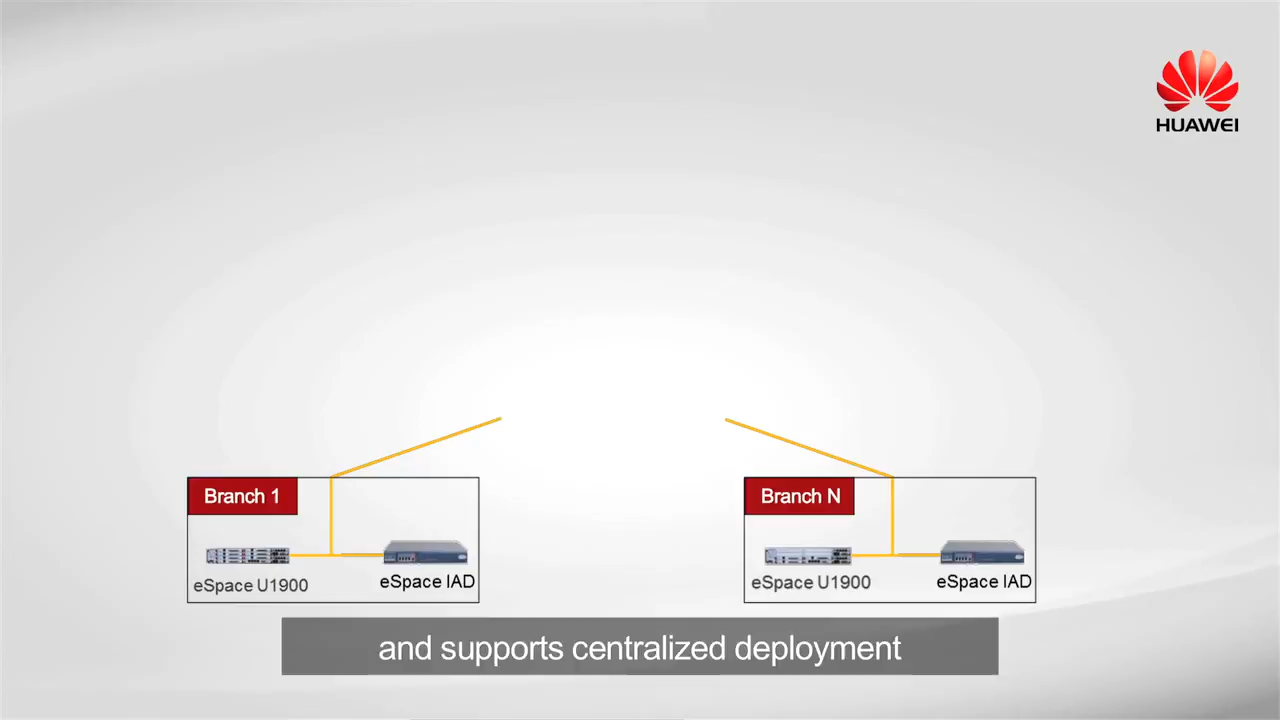 HUAWEI
Branch 1
eSpace U1900
eSpace IAD
Branch N
eSpace U1900
eSpace IAD
and supports centralized deployment